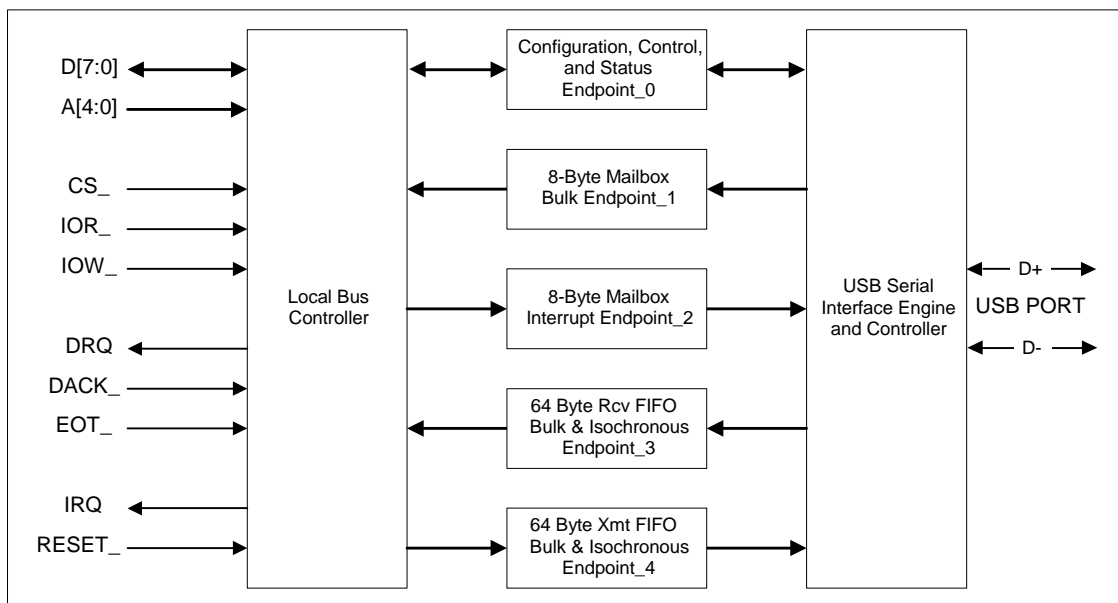 D[7:0]
A[4:0]
CS_
IOR_
IOW_
DRQ
DACK_
EOT_
IRQ
RESET_
Local Bus
Controller
Configuration, Control,
and Status
Endpoint_0
8-Byte Mailbox
Bulk Endpoint_1
8-Byte Mailbox
Interrupt Endpoint_2
64 Byte Rcv FIFO
Bulk & Isochronous
Endpoint_3
64 Byte Xmt FIFO
Bulk & Isochronous
Endpoint_4
USB Serial
Interface Engine
and Controller
D+
USB PORT
D-